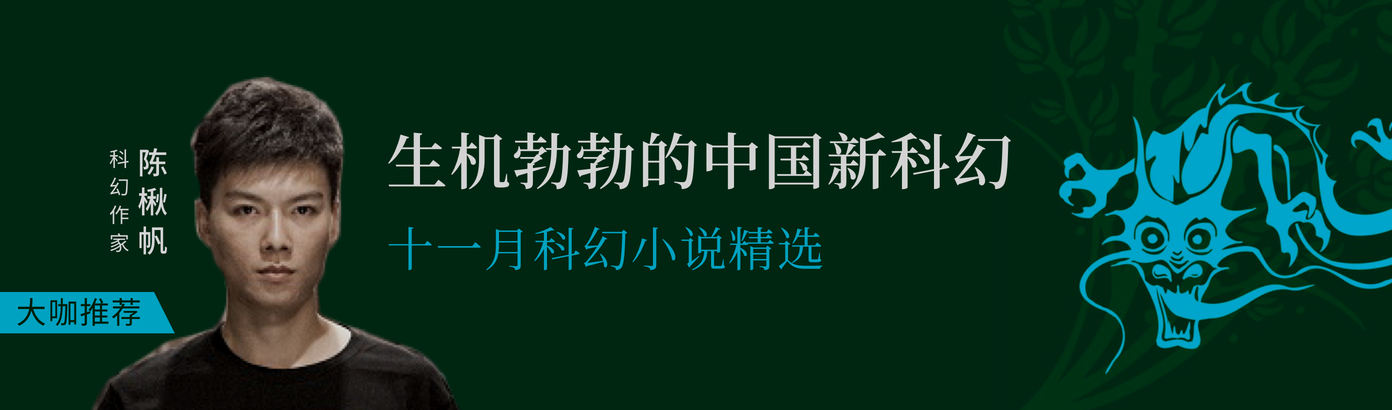 陈楸帆
科幻作家
大咖推荐
生机勃勃的中国新科幻
十一月科幻小说精选